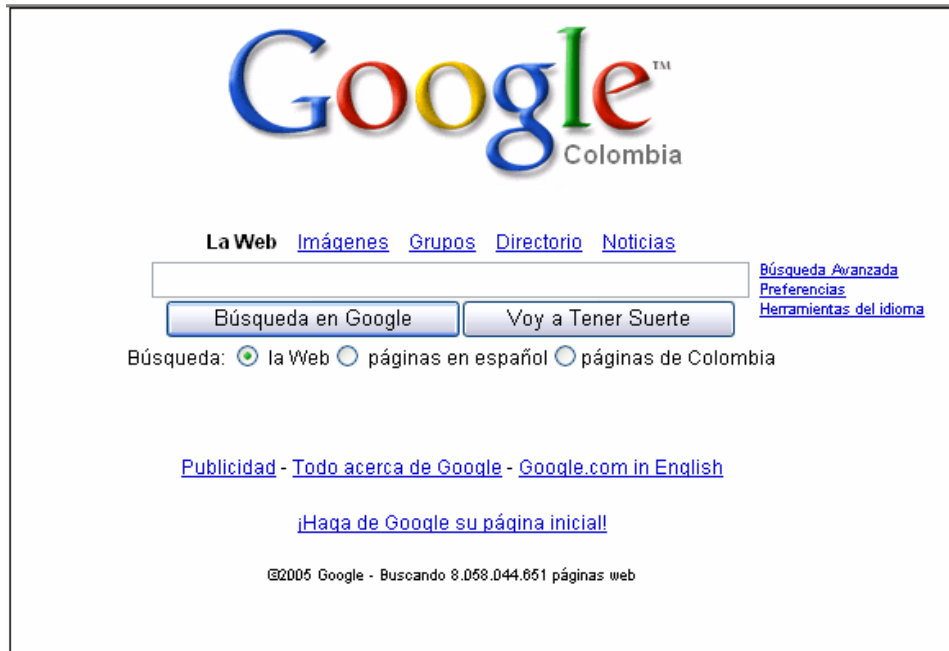 Google™
Colombia
La Web Imágenes Grupos Directorio Noticias
Búsqueda Avanzada
Preferencias
Herramientas del idioma
Búsqueda en Google Voy a Tener Suerte
Búsqueda: la Web páginas en español páginas de Colombia
Publicidad - Todo acerca de Google - Google.com in English
¡Haga de Google su página inicial!
©2005 Google - Buscando 8.058.044.651 páginas web